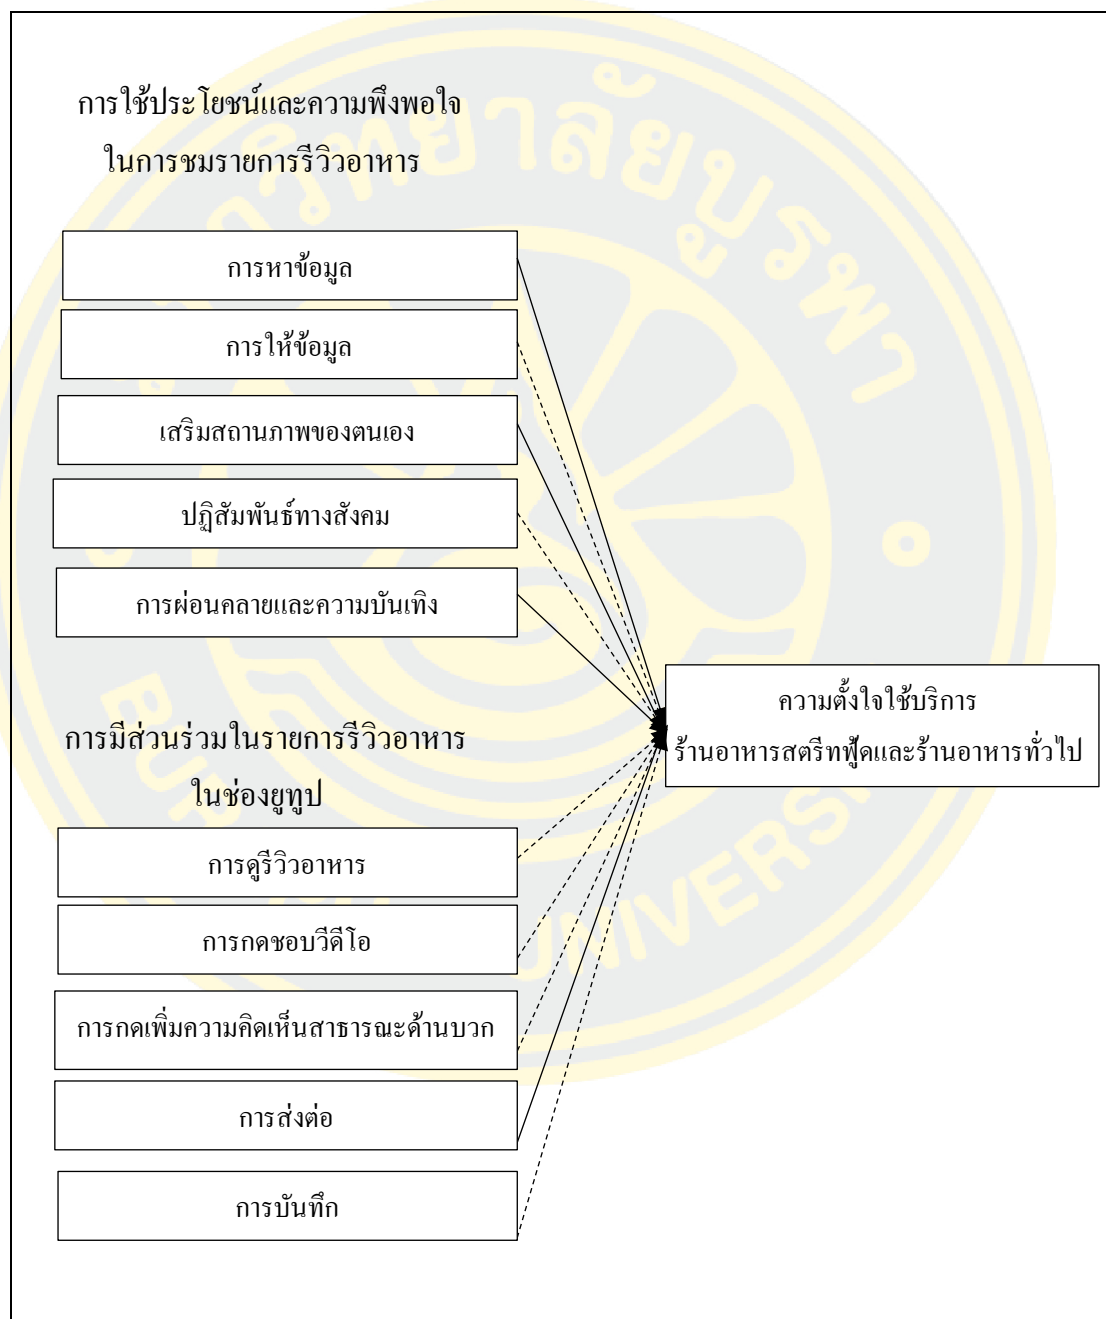 การใช้ประโยชน์และความพึงพอใจ
ในการชมรายการรีวิวอาหาร
การหาข้อมูล
การให้ข้อมูล
เสริมสถานภาพของตนเอง
ปฏิสัมพันธ์ทางสังคม
การผ่อนคลายและความบันเทิง
ความตั้งใจใช้บริการ
ร้านอาหารสตรีทฟู้ดและร้านอาหารทั่วไป
การมีส่วนร่วมในรายการรีวิวอาหาร
ในช่องยูทูป
การดูรีวิวอาหาร
การกดชอบวีดีโอ
การกดเพิ่มความคิดเห็นสาธารณะด้านบวก
การส่งต่อ
การบันทึก